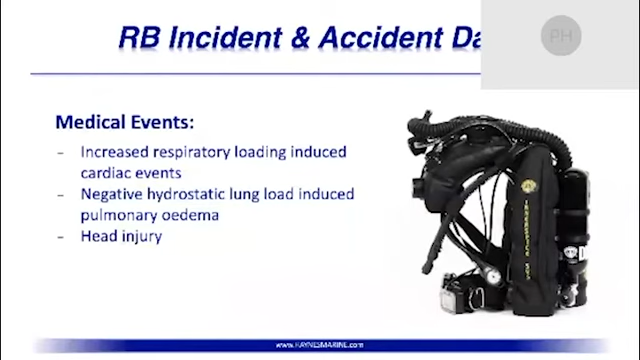 RB Incident & Accident Da
PH
Medical Events:
- Increased respiratory loading induced
cardiac events
- Negative hydrostatic lung load induced
pulmonary oedema
- Head injury
www.HAYNESMARINE.com